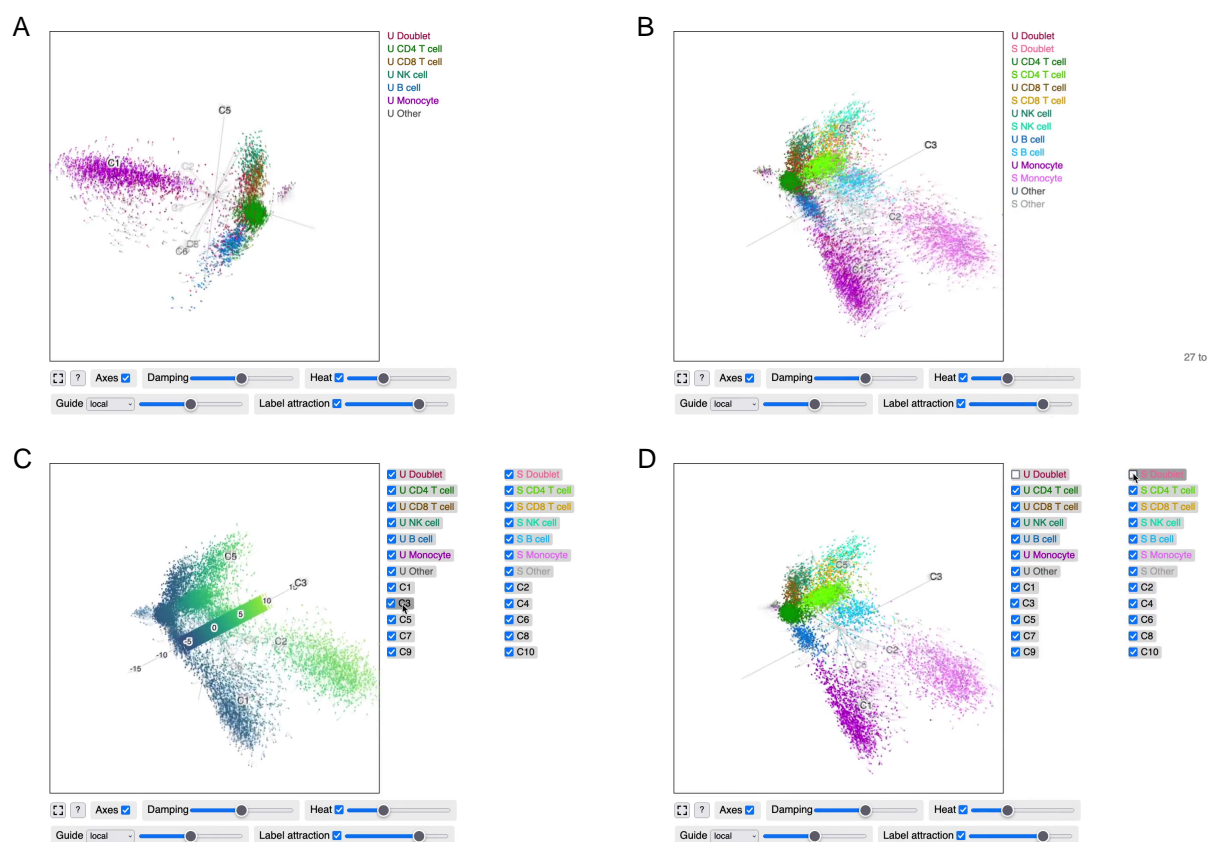 A
U Doublet
U CD4 T cell
U CD8 T cell
U NK cell
U B cell
U Monocyte
U Other
C5
C1
C2
C6
Axes
Damping
Heat
Guide local
Label attraction
?
B
U Doublet
S Doublet
U CD4 T cell
S CD4 T cell
U CD8 T cell
S CD8 T cell
U NK cell
S NK cell
U B cell
S B cell
U Monocyte
S Monocyte
U Other
S Other
C5
C3
C2
C1
27 to
?
Axes
Damping
Heat
Guide local
Label attraction
C
U Doublet S Doublet
U CD4 T cell S CD4 T cell
U CD8 T cell S CD8 T cell
U NK cell S NK cell
U B cell S B cell
U Monocyte S Monocyte
U Other S Other
C1 C2
C3 C4
C5 C6
C7 C8
C9 C10
C5
C3
10
5
0
-5
-10
-15
C2
C1
?
Axes
Damping
Heat
Guide local
Label attraction
D
U Doublet S Doublet
U CD4 T cell S CD4 T cell
U CD8 T cell S CD8 T cell
U NK cell S NK cell
U B cell S B cell
U Monocyte S Monocyte
U Other S Other
C1 C2
C3 C4
C5 C6
C7 C8
C9 C10
C5
C3
C2
C1
?
Axes
Damping
Heat
Guide local
Label attraction